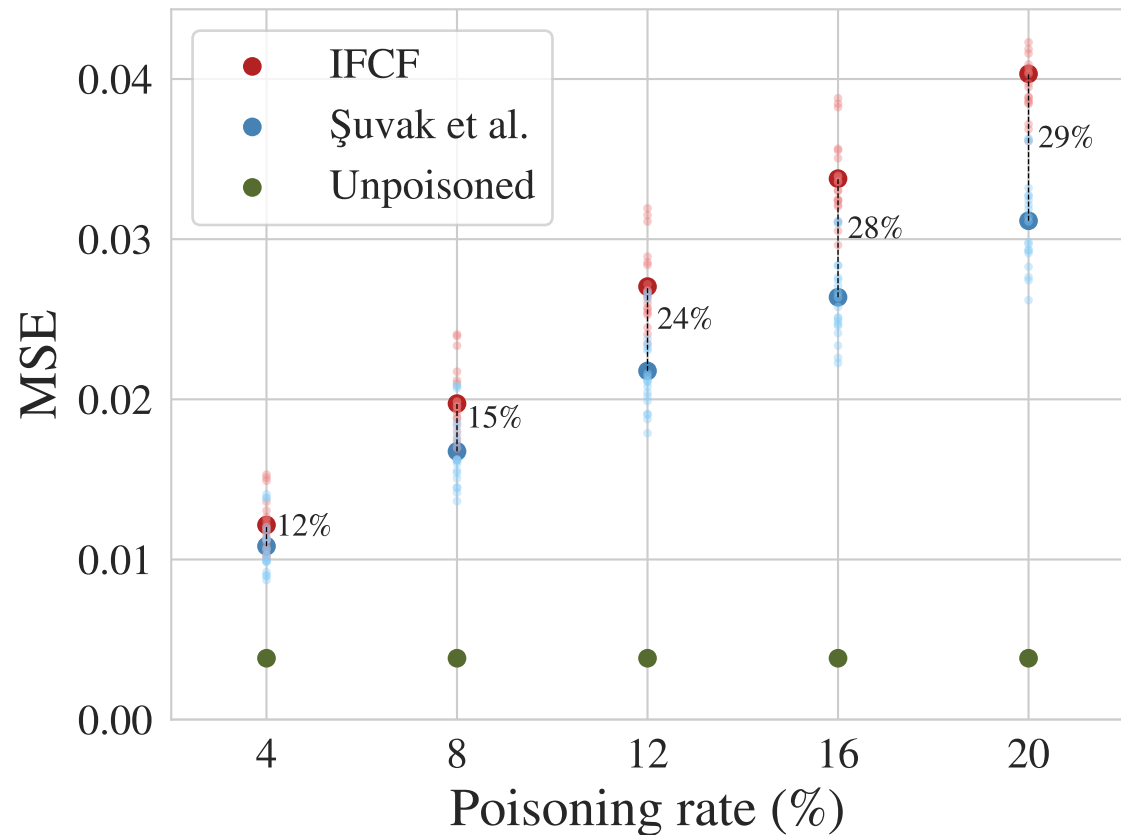 IFCF
Şuvak et al.
Unpoisoned
0.04
0.03
0.02
0.01
0.00
MSE
12%
15%
24%
28%
29%
4 8 12 16 20
Poisoning rate (%)